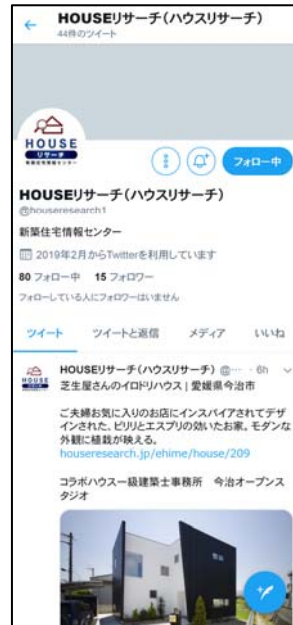 HOUSEリサーチ(ハウスリサーチ)
44件のツイート
HOUSE
リサーチ
新築住宅情報センター
フォロー中
HOUSEリサーチ(ハウスリサーチ)
@houseresearch1
新築住宅情報センター
2019年2月からTwitterを利用しています
80 フォロー中 15 フォロワー
フォローしている人にフォロワーはいません
ツイート ツイートと返信 メディア いいね
HOUSE
HOUSEリサーチ(ハウスリサーチ) @… · 6h
芝生屋さんのイロドリハウス | 愛媛県今治市
ご夫婦お気に入りのお店にインスパイアされてデザ
インされた、ピリリとエスプリの効いたお家。モダンな
外観に植栽が映える。
houseresearch.jp/ehime/house/209
コラボハウス一級建築士事務所 今治オープンス
タジオ